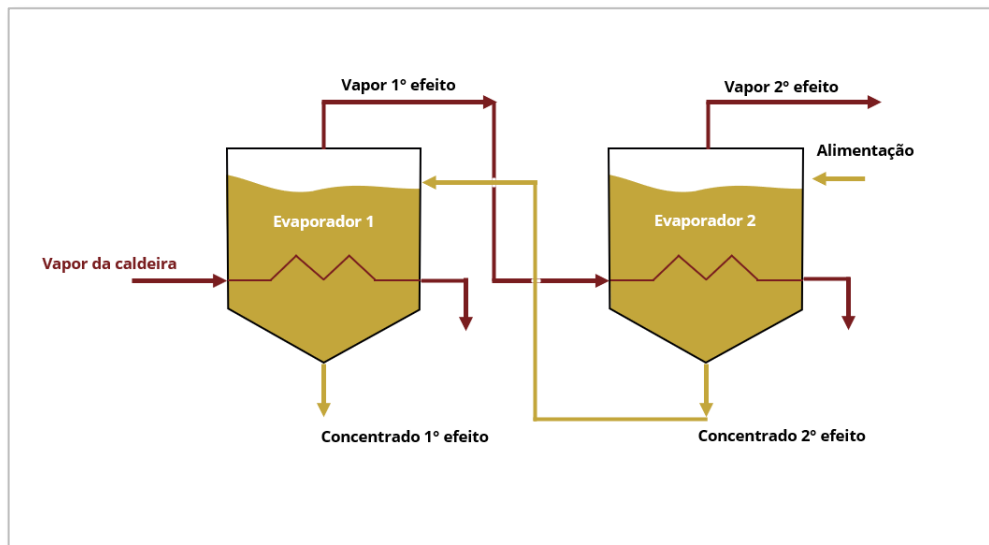 Vapor 1º efeito
Vapor 2º efeito
Alimentação
Evaporador 1
Evaporador 2
Vapor da caldeira
Concentrado 1º efeito
Concentrado 2º efeito